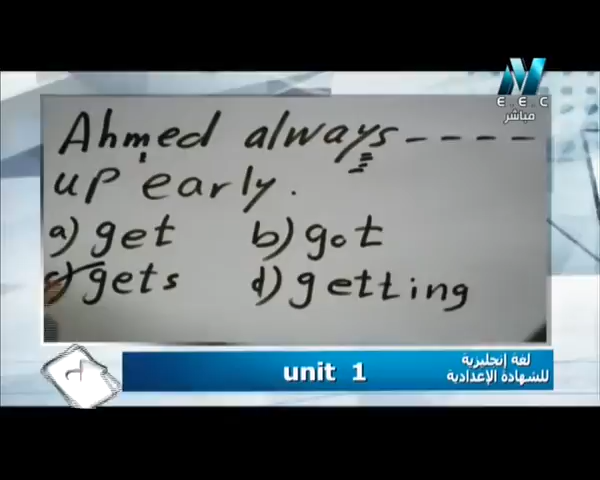 E.E.C
مباشر
Ahmed always ----
up early.
a) get b) got
c) gets d) getting
unit 1
لغة إنجليزية
للشهادة الإعدادية